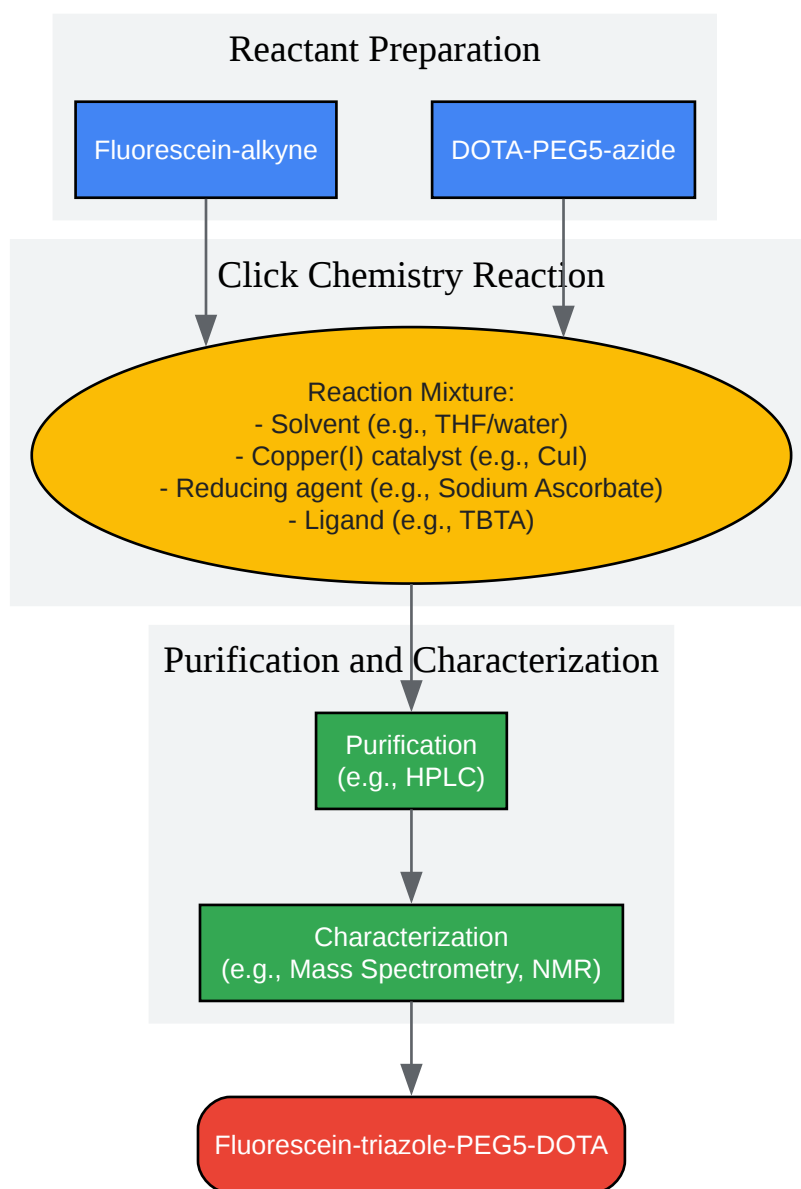 Reactant Preparation
Fluorescein-alkyne
DOTA-PEG5-azide
Click Chemistry Reaction
Reaction Mixture:
- Solvent (e.g., THF/water)
- Copper(I) catalyst (e.g., CuI)
- Reducing agent (e.g., Sodium Ascorbate)
- Ligand (e.g., TBTA)
Purification and Characterization
Purification
(e.g., HPLC)
Characterization
(e.g., Mass Spectrometry, NMR)
Fluorescein-triazole-PEG5-DOTA